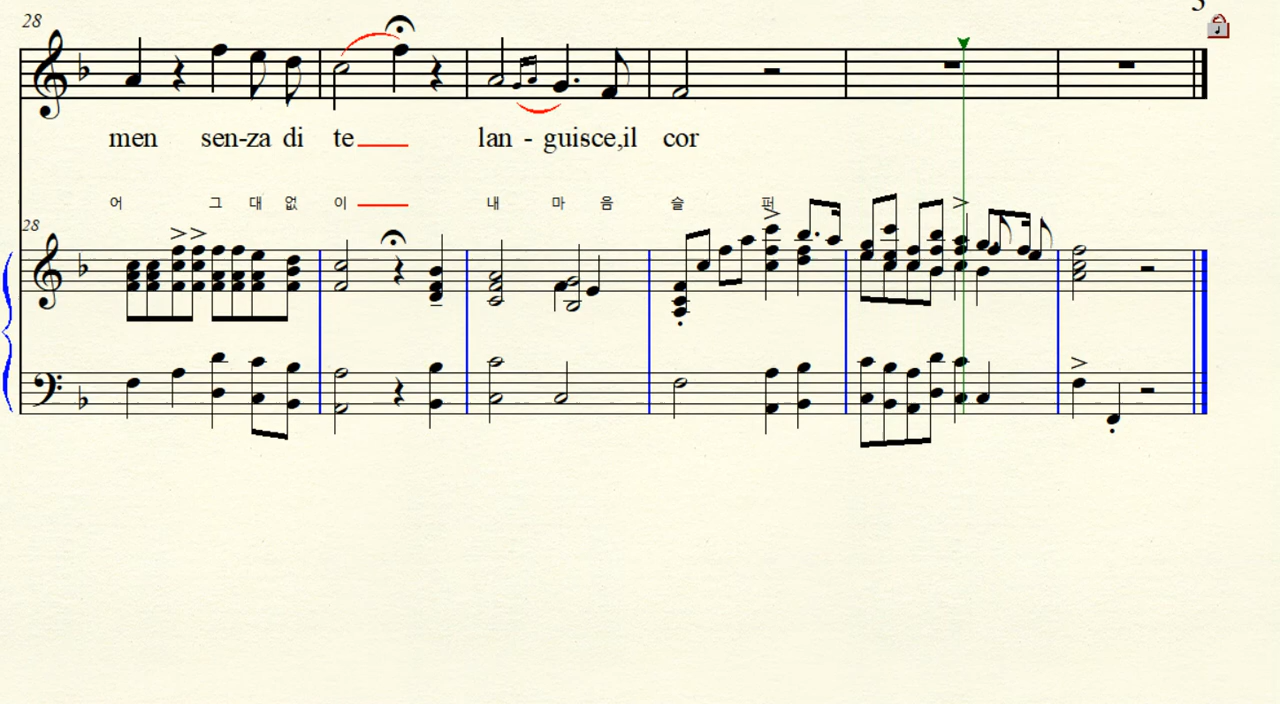 28
men sen-za di te lan - guisce,il cor
어 그 대 없 이 내 마 음 슬 퍼
28